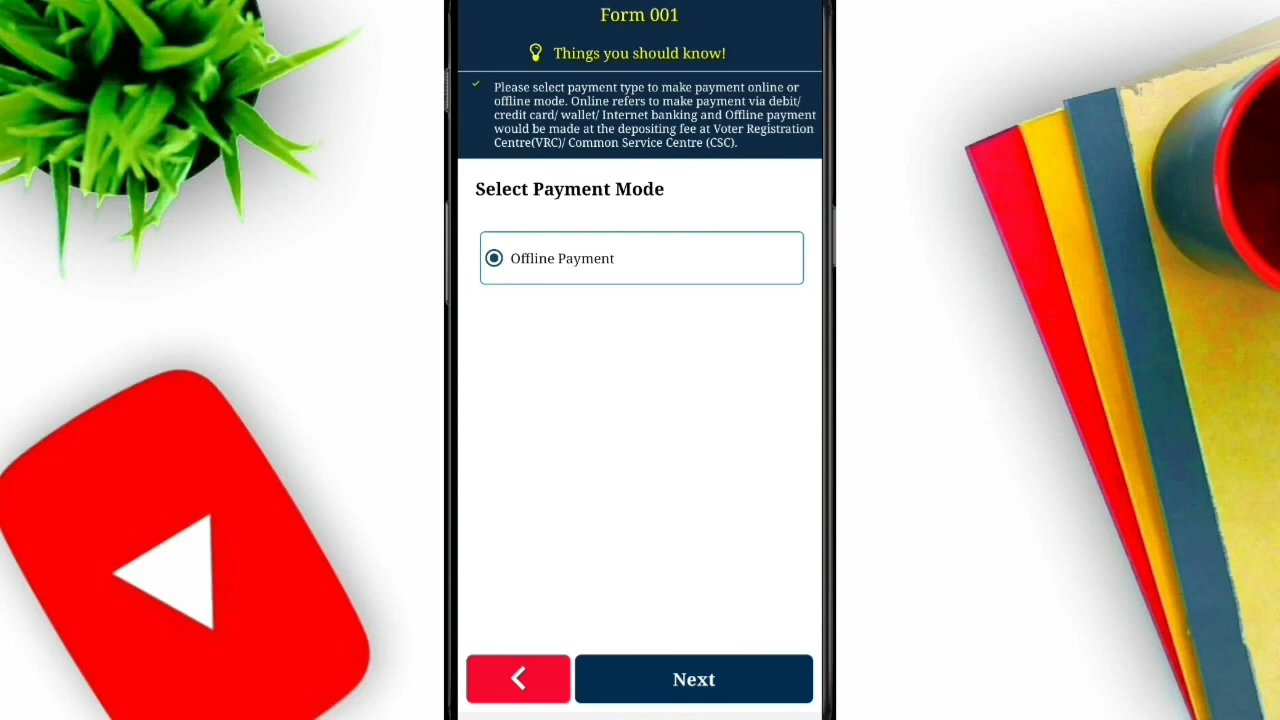 Form 001
Things you should know!
Please select payment type to make payment online or
offline mode. Online refers to make payment via debit/
credit card/ wallet/ Internet banking and Offline payment
would be made at the depositing fee at Voter Registration
Centre(VRC)/ Common Service Centre (CSC).
Select Payment Mode
Offline Payment
Next